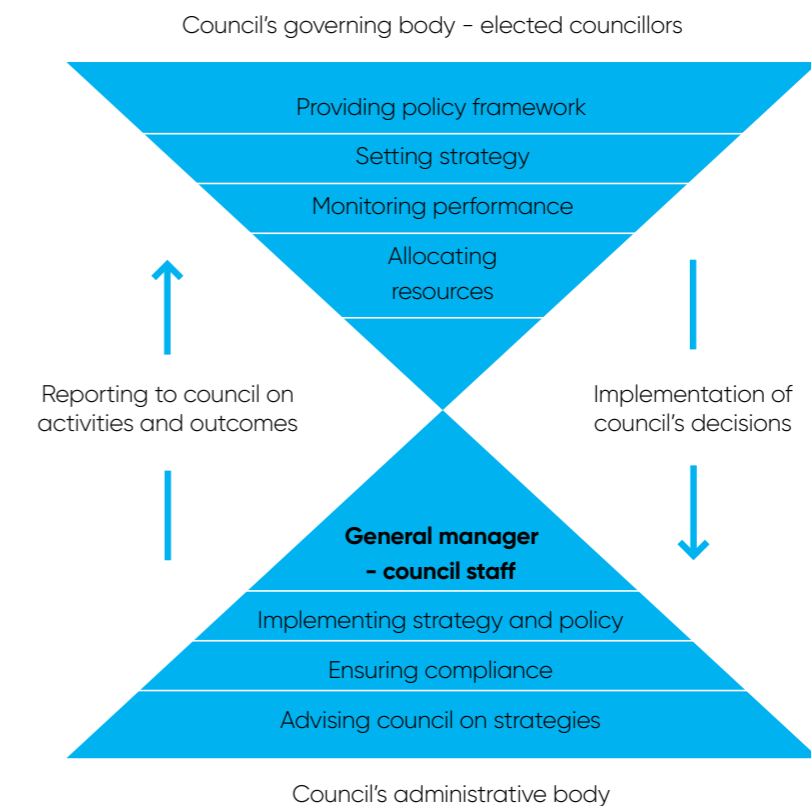 Council's governing body - elected councillors
Providing policy framework
Setting strategy
Monitoring performance
Allocating
resources
Reporting to council on
activities and outcomes
Implementation of
council's decisions
General manager
- council staff
Implementing strategy and policy
Ensuring compliance
Advising council on strategies
Council's administrative body